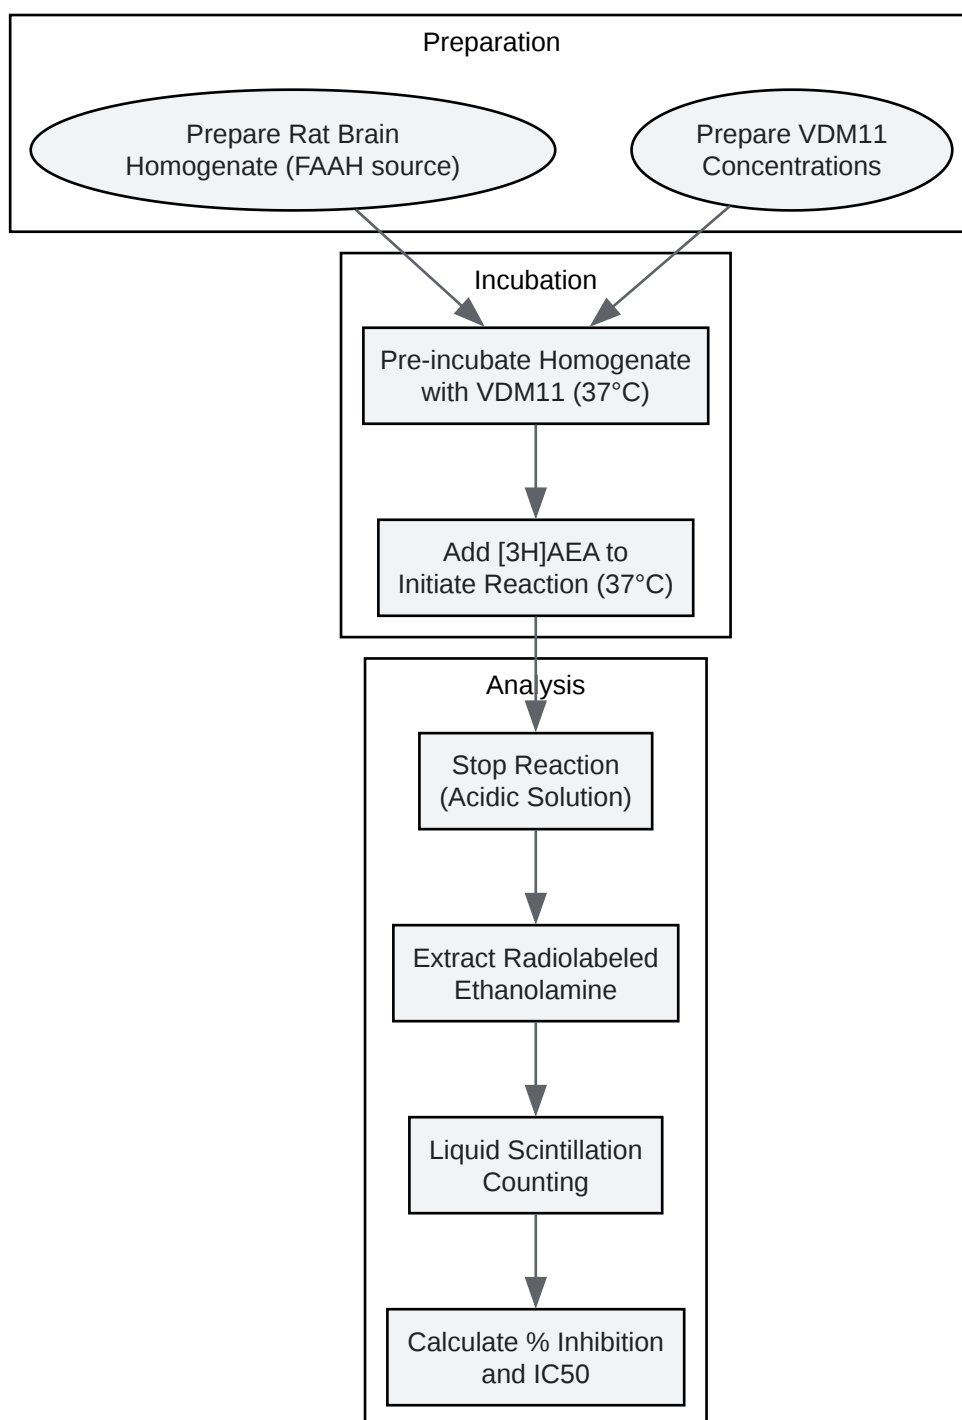 Preparation
Prepare Rat Brain
Homogenate (FAAH source)
Prepare VDM11
Concentrations
Incubation
Pre-incubate Homogenate
with VDM11 (37°C)
Add [3H]AEA to
Initiate Reaction (37°C)
Analysis
Stop Reaction
(Acidic Solution)
Extract Radiolabeled
Ethanolamine
Liquid Scintillation
Counting
Calculate % Inhibition
and IC50